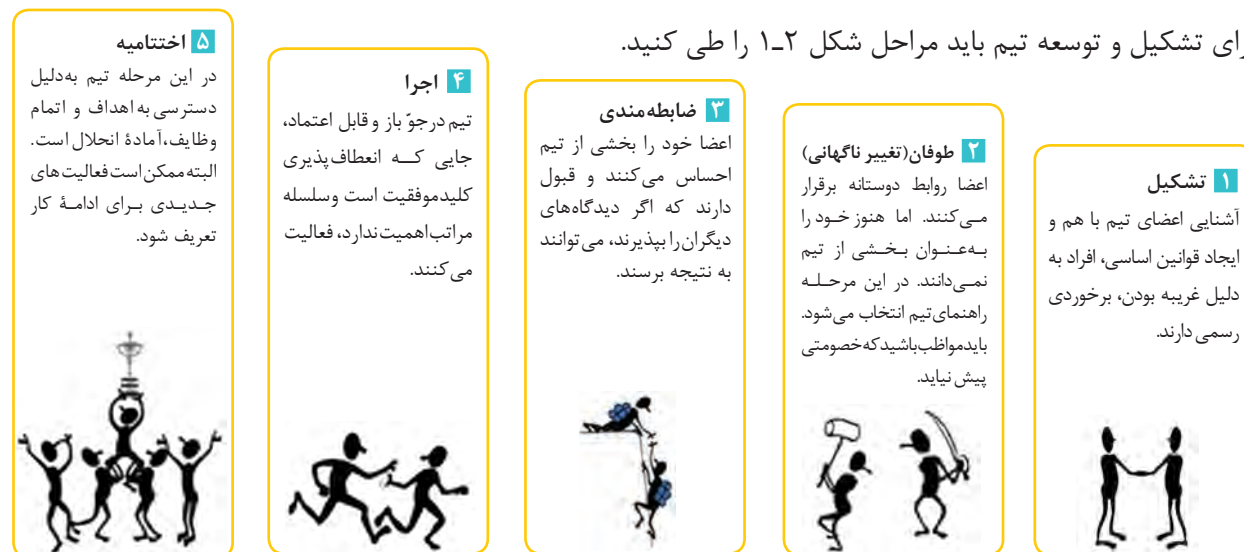 رای تشکیل و توسعه تیم باید مراحل شکل ۲ـ۱ را طی کنید.
۱ تشکیل
آشنایی اعضای تیم با هم و
ایجاد قوانین اساسی، افراد به
دلیل غریبه بودن، برخوردی
رسمی دارند.
۲ طوفان(تغییر ناگهانی)
اعضا روابط دوستانه برقرار
می‌کنند. اما هنوز خود را
به‌عنوان بخشی از تیم
نمی‌دانند. در این مرحله
راهنمای تیم انتخاب می‌شود.
باید مواظب باشید که خصومتی
پیش نیاید.
۳ ضابطه‌مندی
اعضا خود را بخشی از تیم
احساس می‌کنند و قبول
دارند که اگر دیدگاه‌های
دیگران را بپذیرند، می‌توانند
به نتیجه برسند.
۴ اجرا
تیم در جوّ باز و قابل اعتماد،
جایی که انعطاف‌پذیری
کلید موفقیت است و سلسله
مراتب اهمیت ندارد، فعالیت
می‌کنند.
۵ اختتامیه
در این مرحله تیم به‌دلیل
دسترسی به اهداف و اتمام
وظایف، آمادهٔ انحلال است.
البته ممکن است فعالیت‌های
جدیدی برای ادامهٔ کار
تعریف شود.